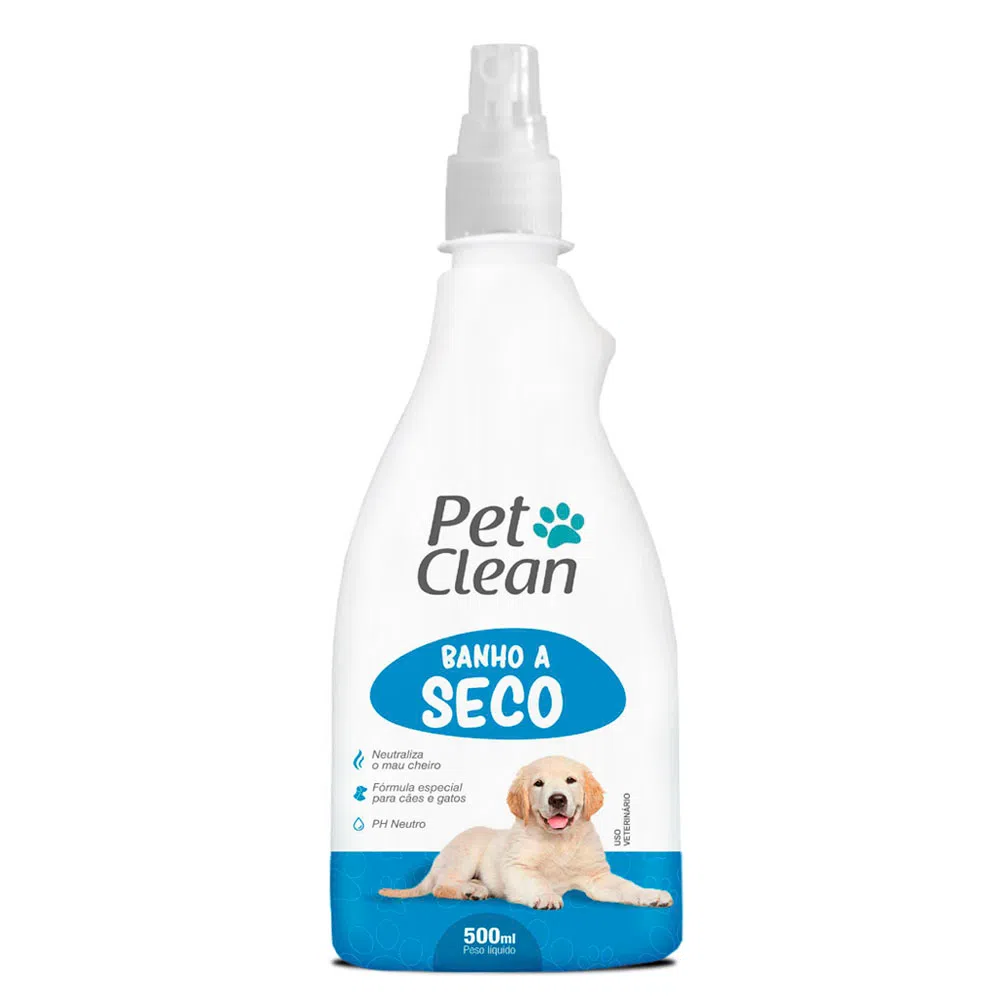 Pet
Clean
BANHO A
SECO
Neutraliza
o mau cheiro
Fórmula especial
para cães e gatos
PH Neutro
USO
VETERINÁRIO
500ml
Peso líquido